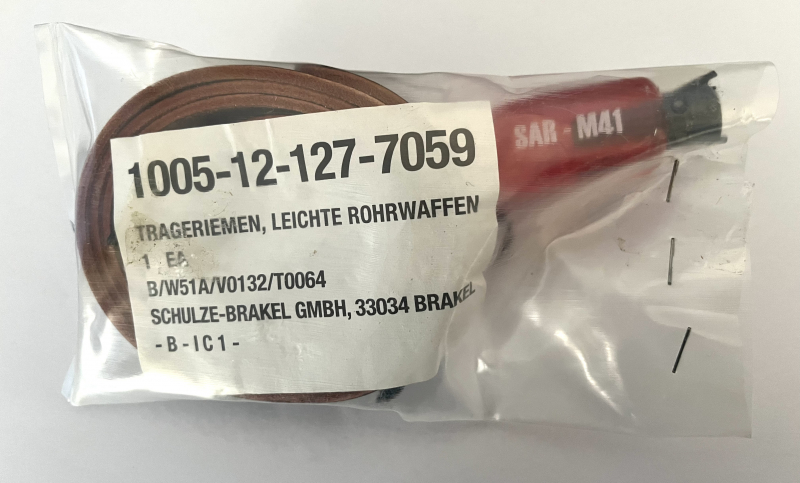 1005-12-127-7059
TRAGERIEMEN, LEICHTE ROHRWAFFEN
1 EA
B/W51A/V0132/T0064
SCHULZE-BRAKEL GMBH, 33034 BRAKEL
- B - I C 1 -
SAR - M41